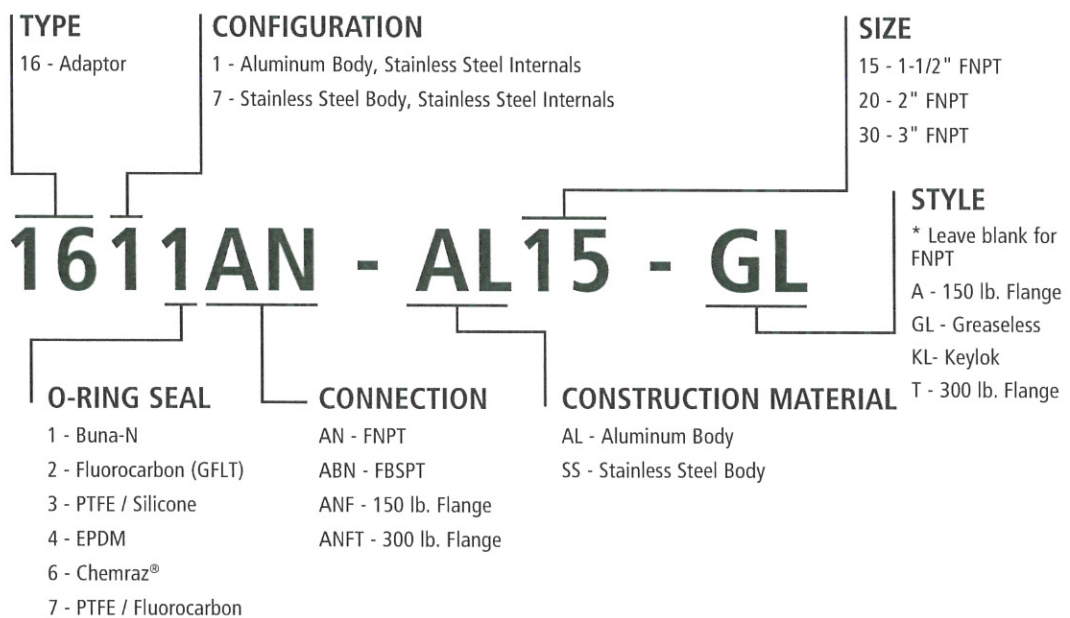 TYPE
16 - Adaptor
CONFIGURATION
1 - Aluminum Body, Stainless Steel Internals
7 - Stainless Steel Body, Stainless Steel Internals
SIZE
15 - 1-1/2" FNPT
20 - 2" FNPT
30 - 3" FNPT
1611AN - AL15 - GL
STYLE
* Leave blank for
FNPT
A - 150 lb. Flange
GL - Greaseless
KL- Keylok
T - 300 lb. Flange
O-RING SEAL
1 - Buna-N
2 - Fluorocarbon (GFLT)
3 - PTFE / Silicone
4 - EPDM
6 - Chemraz®
7 - PTFE / Fluorocarbon
CONNECTION
AN - FNPT
ABN - FBSPT
ANF - 150 lb. Flange
ANFT - 300 lb. Flange
CONSTRUCTION MATERIAL
AL - Aluminum Body
SS - Stainless Steel Body